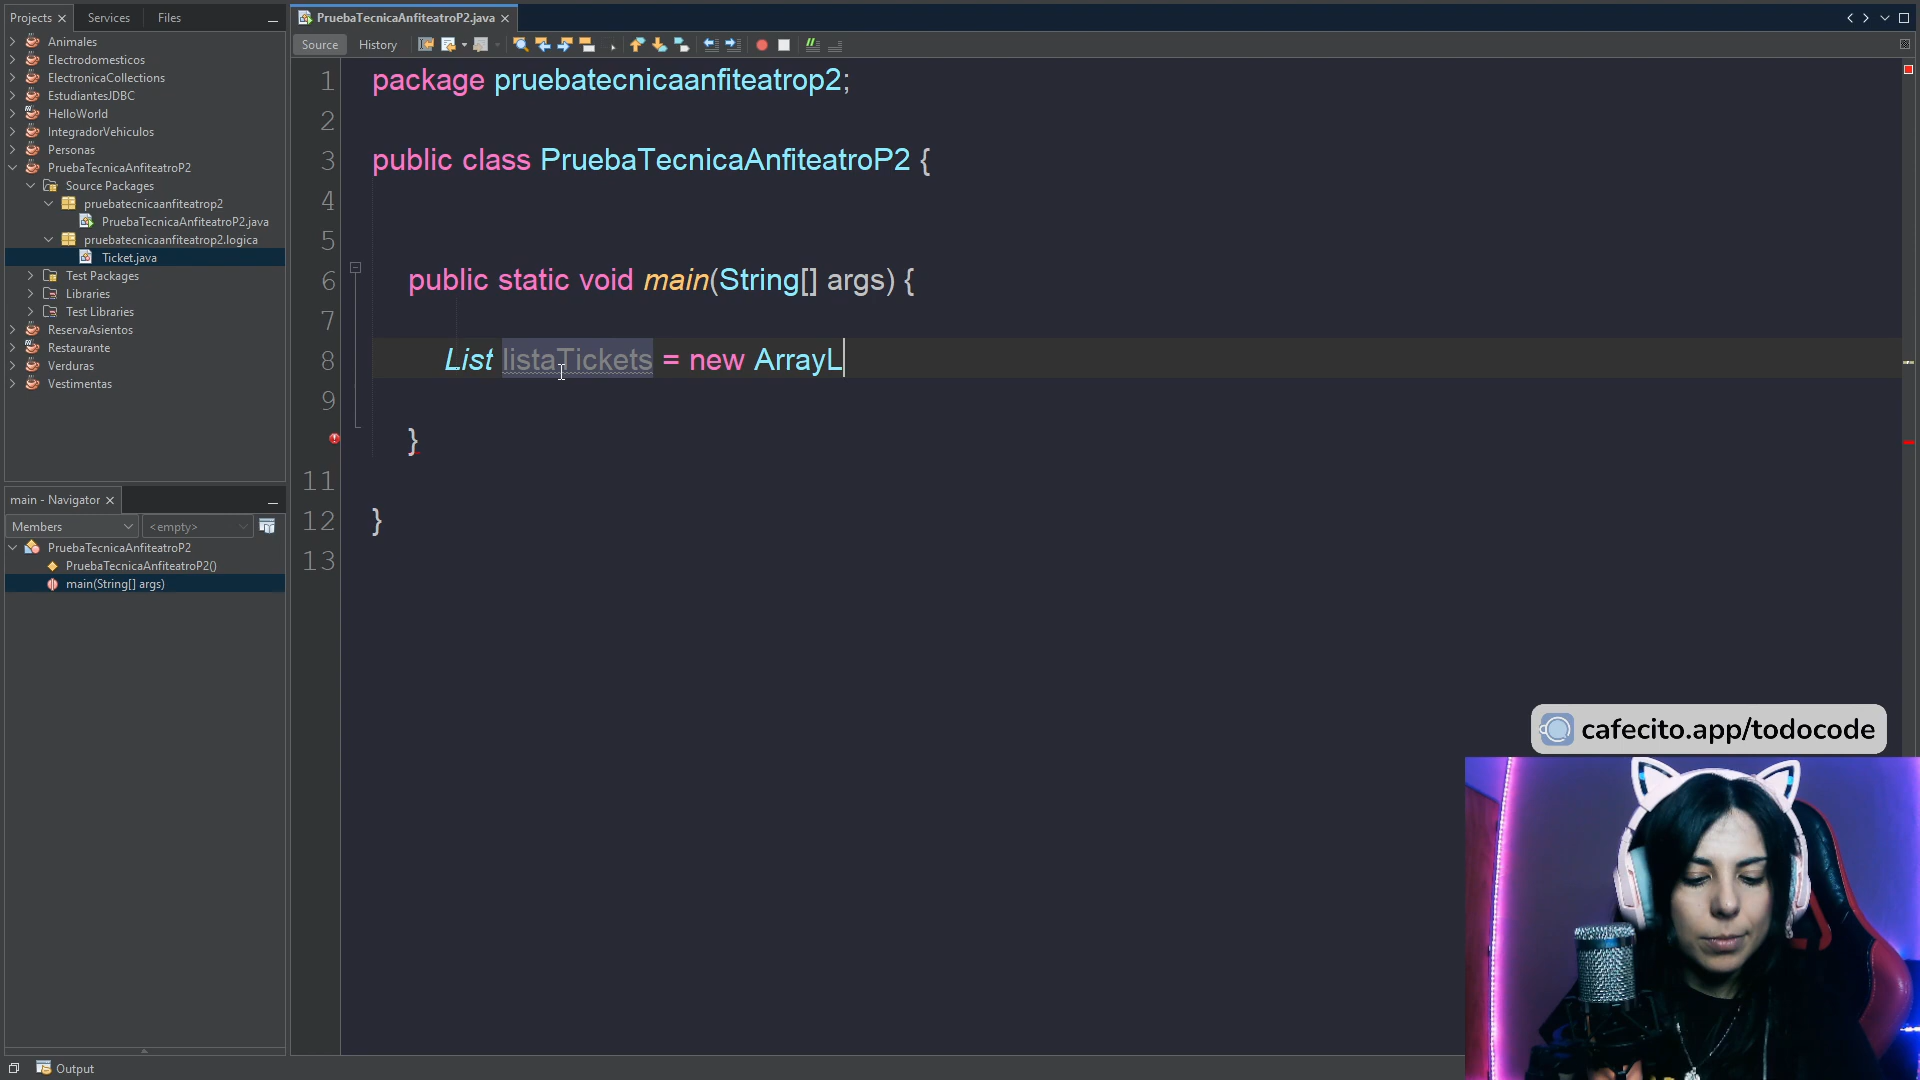 Projects
Services
Files
Animales
Electrodomesticos
ElectronicaCollections
EstudiantesJDBC
HelloWorld
IntegradorVehiculos
Personas
PruebaTecnicaAnfiteatroP2
Source Packages
pruebatecnicaanfiteatrop2
PruebaTecnicaAnfiteatroP2.java
pruebatecnicaanfiteatrop2.logica
Ticket.java
Test Packages
Libraries
Test Libraries
ReservaAsientos
Restaurante
Veduras
Vestimentas
main - Navigator
Members
<empty>
PruebaTecnicaAnfiteatroP2
PruebaTecnicaAnfiteatroP2()
main(String[] args)
Output
PruebaTecnicaAnfiteatroP2.java
Source
History
1 package pruebatecnicaanfiteatrop2;
2
3 public class PruebaTecnicaAnfiteatroP2 {
4
5
6 public static void main(String[] args) {
7
8 List listaTickets = new ArrayL
9
}
11
12 }
13
cafecito.app/todocode